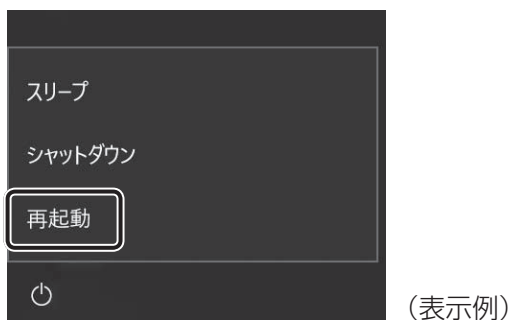 スリープ
シャットダウン
再起動
（表示例）